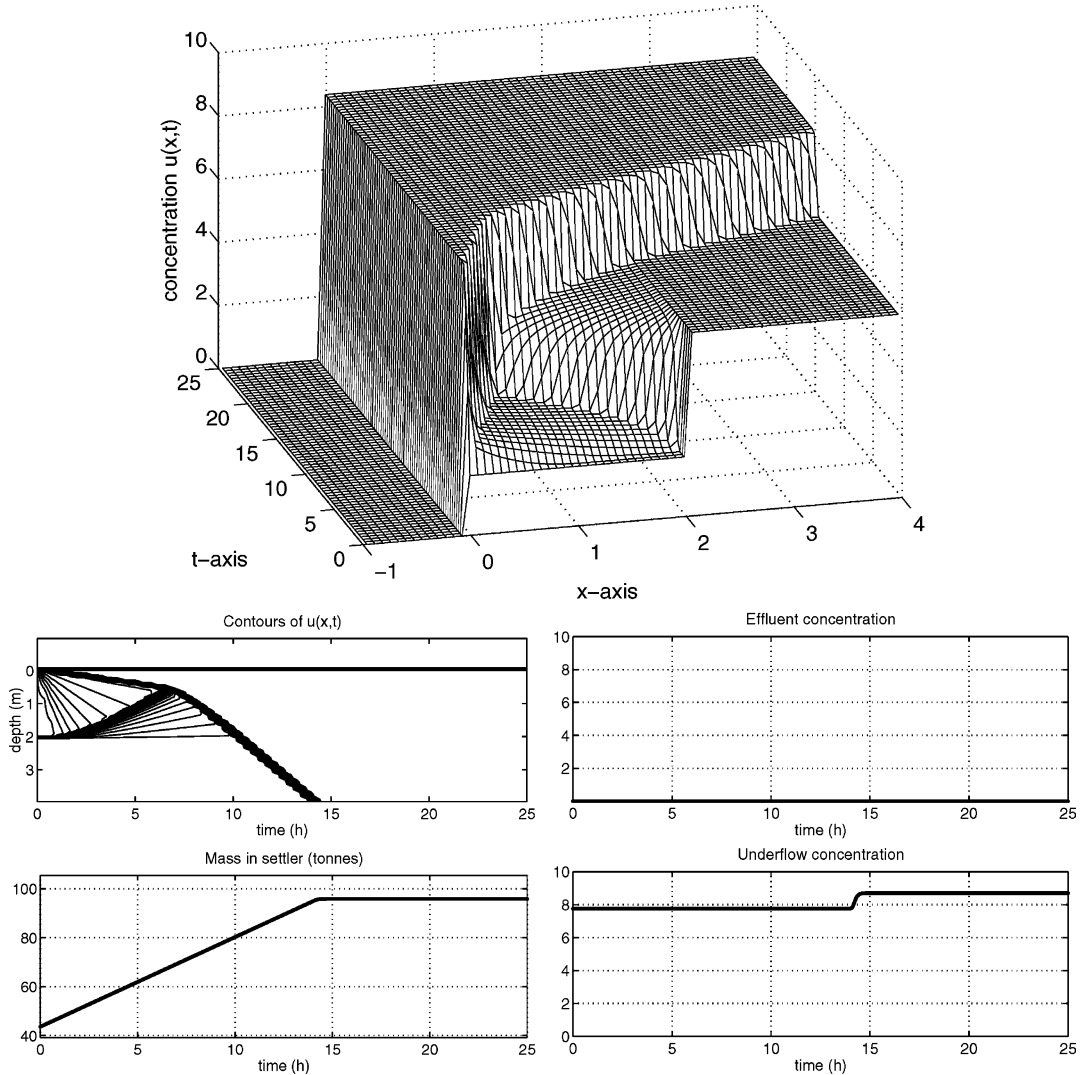 10
8
6
4
2
0
concentration u(x,t)
25
20
15
10
5
0
t−axis
−1
0
1
2
3
4
x−axis
Contours of u(x,t)
0
1
2
3
depth (m)
0 5 10 15 20 25
time (h)
Effluent concentration
10
8
6
4
2
0 5 10 15 20 25
time (h)
Mass in settler (tonnes)
100
80
60
40
0 5 10 15 20 25
time (h)
Underflow concentration
10
8
6
4
2
0
0 5 10 15 20 25
time (h)